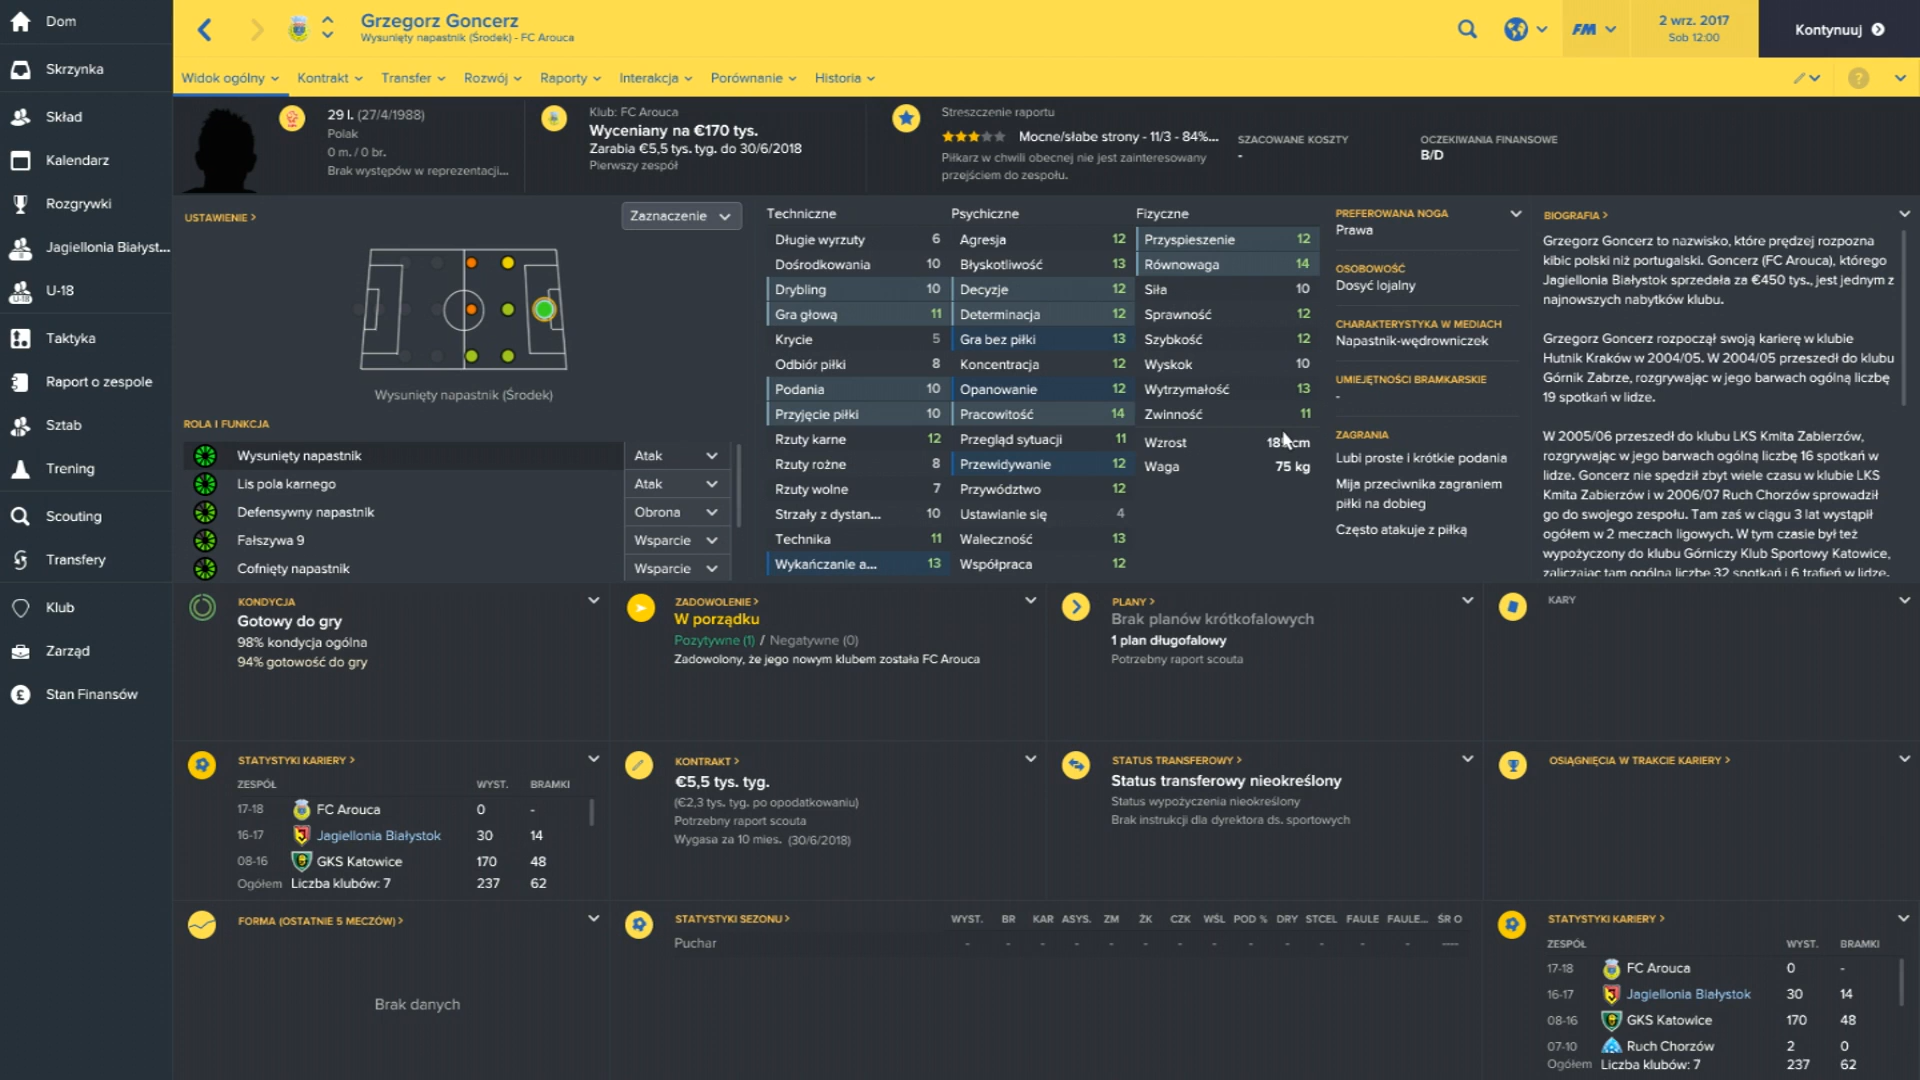 Dom
Skrzynka
Skład
Kalendarz
Rozgrywki
Jagiellonia Białyst...
U-18
Taktyka
Raport o zespole
Sztab
Trening
Scouting
Transfery
Klub
Zarząd
Stan Finansów
Grzegorz Goncerz
Wysunięty napastnik (Środek) - FC Arouca
FM
2 wrz. 2017
Sob 12:00
Kontynuuj
Widok ogólny
Kontrakt
Transfer
Rozwój
Raporty
Interakcja
Porównanie
Historia
29 l. (27/4/1988)
Polak
0 m. / 0 br.
Brak występów w reprezentacji...
Klub: FC Arouca
Wyceniany na €170 tys.
Zarabia €5,5 tys. tyg. do 30/6/2018
Pierwszy zespół
Streszczenie raportu
Mocne/słabe strony - 11/3 - 84%...
Piłkarz w chwili obecnej nie jest zainteresowany
przejściem do zespołu.
SZACOWANE KOSZTY
-
OCZEKIWANIA FINANSOWE
B/D
USTAWIENIE >
Zaznaczenie
Wysunięty napastnik (Środek)
ROLA I FUNKCJA
Wysunięty napastnik Atak
Lis pola karnego Atak
Defensywny napastnik Obrona
Fałszywa 9 Wsparcie
Cofnięty napastnik Wsparcie
Techniczne
Długie wyrzuty 6
Dośrodkowania 10
Drybling 10
Gra głową 11
Krycie 5
Odbiór piłki 8
Podania 10
Przyjęcie piłki 10
Rzuty karne 12
Rzuty rożne 8
Rzuty wolne 7
Strzały z dystan... 10
Technika 11
Wykańczanie a... 13
Psychiczne
Agresja 12
Błyskotliwość 13
Decyzje 12
Determinacja 12
Gra bez piłki 13
Koncentracja 12
Opanowanie 12
Pracowitość 14
Przegląd sytuacji 11
Przewidywanie 12
Przywództwo 12
Ustawianie się 4
Waleczność 13
Współpraca 12
Fizyczne
Przyspieszenie 12
Równowaga 14
Siła 10
Sprawność 12
Szybkość 12
Wyskok 10
Wytrzymałość 13
Zwinność 11
Wzrost cm
Waga 75 kg
PREFEROWANA NOGA
Prawa
OSOBOWOŚĆ
Dosyć lojalny
CHARAKTERYSTYKA W MEDIACH
Napastnik-wędrowniczek
UMIEJĘTNOŚCI BRAMKARSKIE
-
ZAGRANIA
Lubi proste i krótkie podania
Mija przeciwnika zagraniem
piłki na dobieg
Często atakuje z piłką
BIOGRAFIA >
Grzegorz Goncerz to nazwisko, które prędzej rozpozna
kibic polski niż portugalski. Goncerz (FC Arouca), którego
Jagiellonia Białystok sprzedała za €450 tys., jest jednym z
najnowszych nabytków klubu.
Grzegorz Goncerz rozpoczął swoją karierę w klubie
Hutnik Kraków w 2004/05. W 2004/05 przeszedł do klubu
Górnik Zabrze, rozgrywając w jego barwach ogólną liczbę
19 spotkań w lidze.
W 2005/06 przeszedł do klubu LKS Kmita Zabierzów,
rozgrywając w jego barwach ogólną liczbę 16 spotkań w
lidze. Goncerz nie spędził zbyt wiele czasu w klubie LKS
Kmita Zabierzów i w 2006/07 Ruch Chorzów sprowadził
go do swojego zespołu. Tam zaś w ciągu 3 lat wystąpił
ogółem w 2 meczach ligowych. W tym czasie był też
wypożyczony do klubu Górniczy Klub Sportowy Katowice,
zaliczając tam ogólną liczbę 32 spotkań i 6 trafień w lidze.
KONDYCJA
Gotowy do gry
98% kondycja ogólna
94% gotowość do gry
ZADOWOLENIE >
W porządku
Pozytywne (1) / Negatywne (0)
Zadowolony, że jego nowym klubem została FC Arouca
PLANY >
Brak planów krótkofalowych
1 plan długofalowy
Potrzebny raport scouta
KARY
STATYSTYKI KARIERY >
ZESPÓŁ WYST. BRAMKI
17-18 FC Arouca 0 -
16-17 Jagiellonia Białystok 30 14
08-16 GKS Katowice 170 48
Ogółem Liczba klubów: 7 237 62
KONTRAKT >
€5,5 tys. tyg.
(€2,3 tys. tyg. po opodatkowaniu)
Potrzebny raport scouta
Wygasa za 10 mies. (30/6/2018)
STATUS TRANSFEROWY >
Status transferowy nieokreślony
Status wypożyczenia nieokreślony
Brak instrukcji dla dyrektora ds. sportowych
OSIĄGNIĘCIA W TRAKCIE KARIERY >
FORMA (OSTATNIE 5 MECZÓW) >
Brak danych
STATYSTYKI SEZONU > WYST. BR KAR ASYS. ZM ŻK CZK WŚL POD % DRY STCEL FAULE FAULE... ŚR O
Puchar - - - - - - - - - - - - - ----
STATYSTYKI KARIERY >
ZESPÓŁ WYST. BRAMKI
17-18 FC Arouca 0 -
16-17 Jagiellonia Białystok 30 14
08-16 GKS Katowice 170 48
07-10 Ruch Chorzów 2 0
Ogółem Liczba klubów: 7 237 62